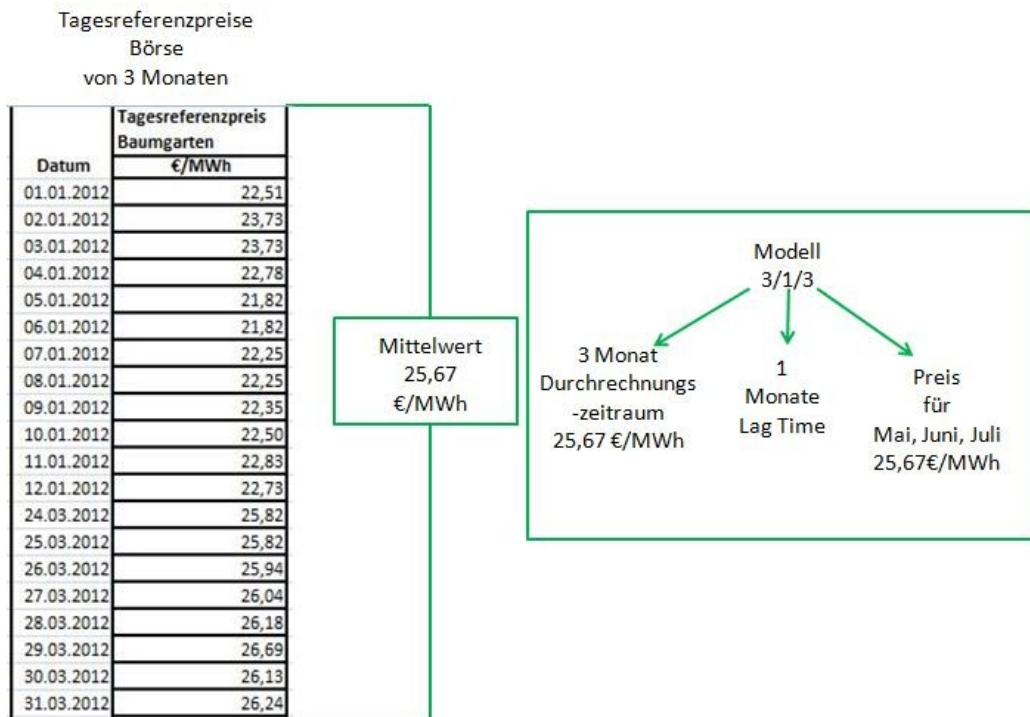 Tagesreferenzpreise
Börse
von 3 Monaten
Tagesreferenzpreis
Baumgarten
Datum €/MWh
01.01.2012 22,51
02.01.2012 23,73
03.01.2012 23,73
04.01.2012 22,78
05.01.2012 21,82
06.01.2012 21,82
07.01.2012 22,25
08.01.2012 22,25
09.01.2012 22,35
10.01.2012 22,50
11.01.2012 22,83
12.01.2012 22,73
24.03.2012 25,82
25.03.2012 25,82
26.03.2012 25,94
27.03.2012 26,04
28.03.2012 26,18
29.03.2012 26,69
30.03.2012 26,13
31.03.2012 26,24
Mittelwert
25,67
€/MWh
Modell
3/1/3
3 Monat
Durchrechnungs
-zeitraum
25,67 €/MWh
1
Monate
Lag Time
Preis
für
Mai, Juni, Juli
25,67€/MWh